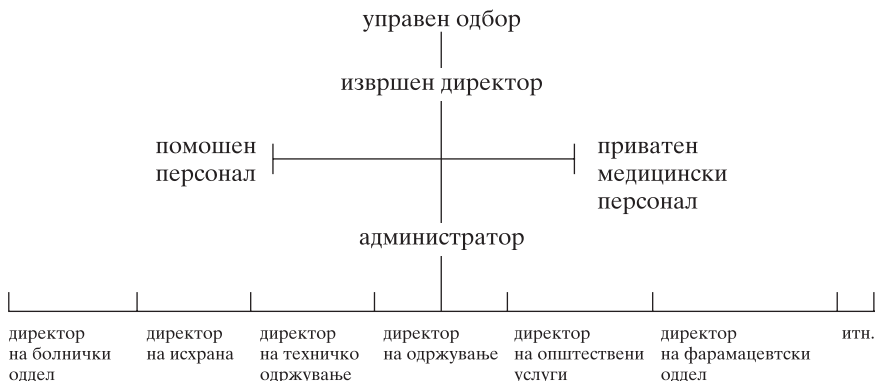 управен одбор
извршен директор
помошен
персонал
приватен
медицински
персонал
администратор
директор
на болнички
оддел
директор
на исхрана
директор
на техничко
одржување
директор
на одржување
директор
на општествени
услуги
директор
на фарамацевтски
оддел
итн.